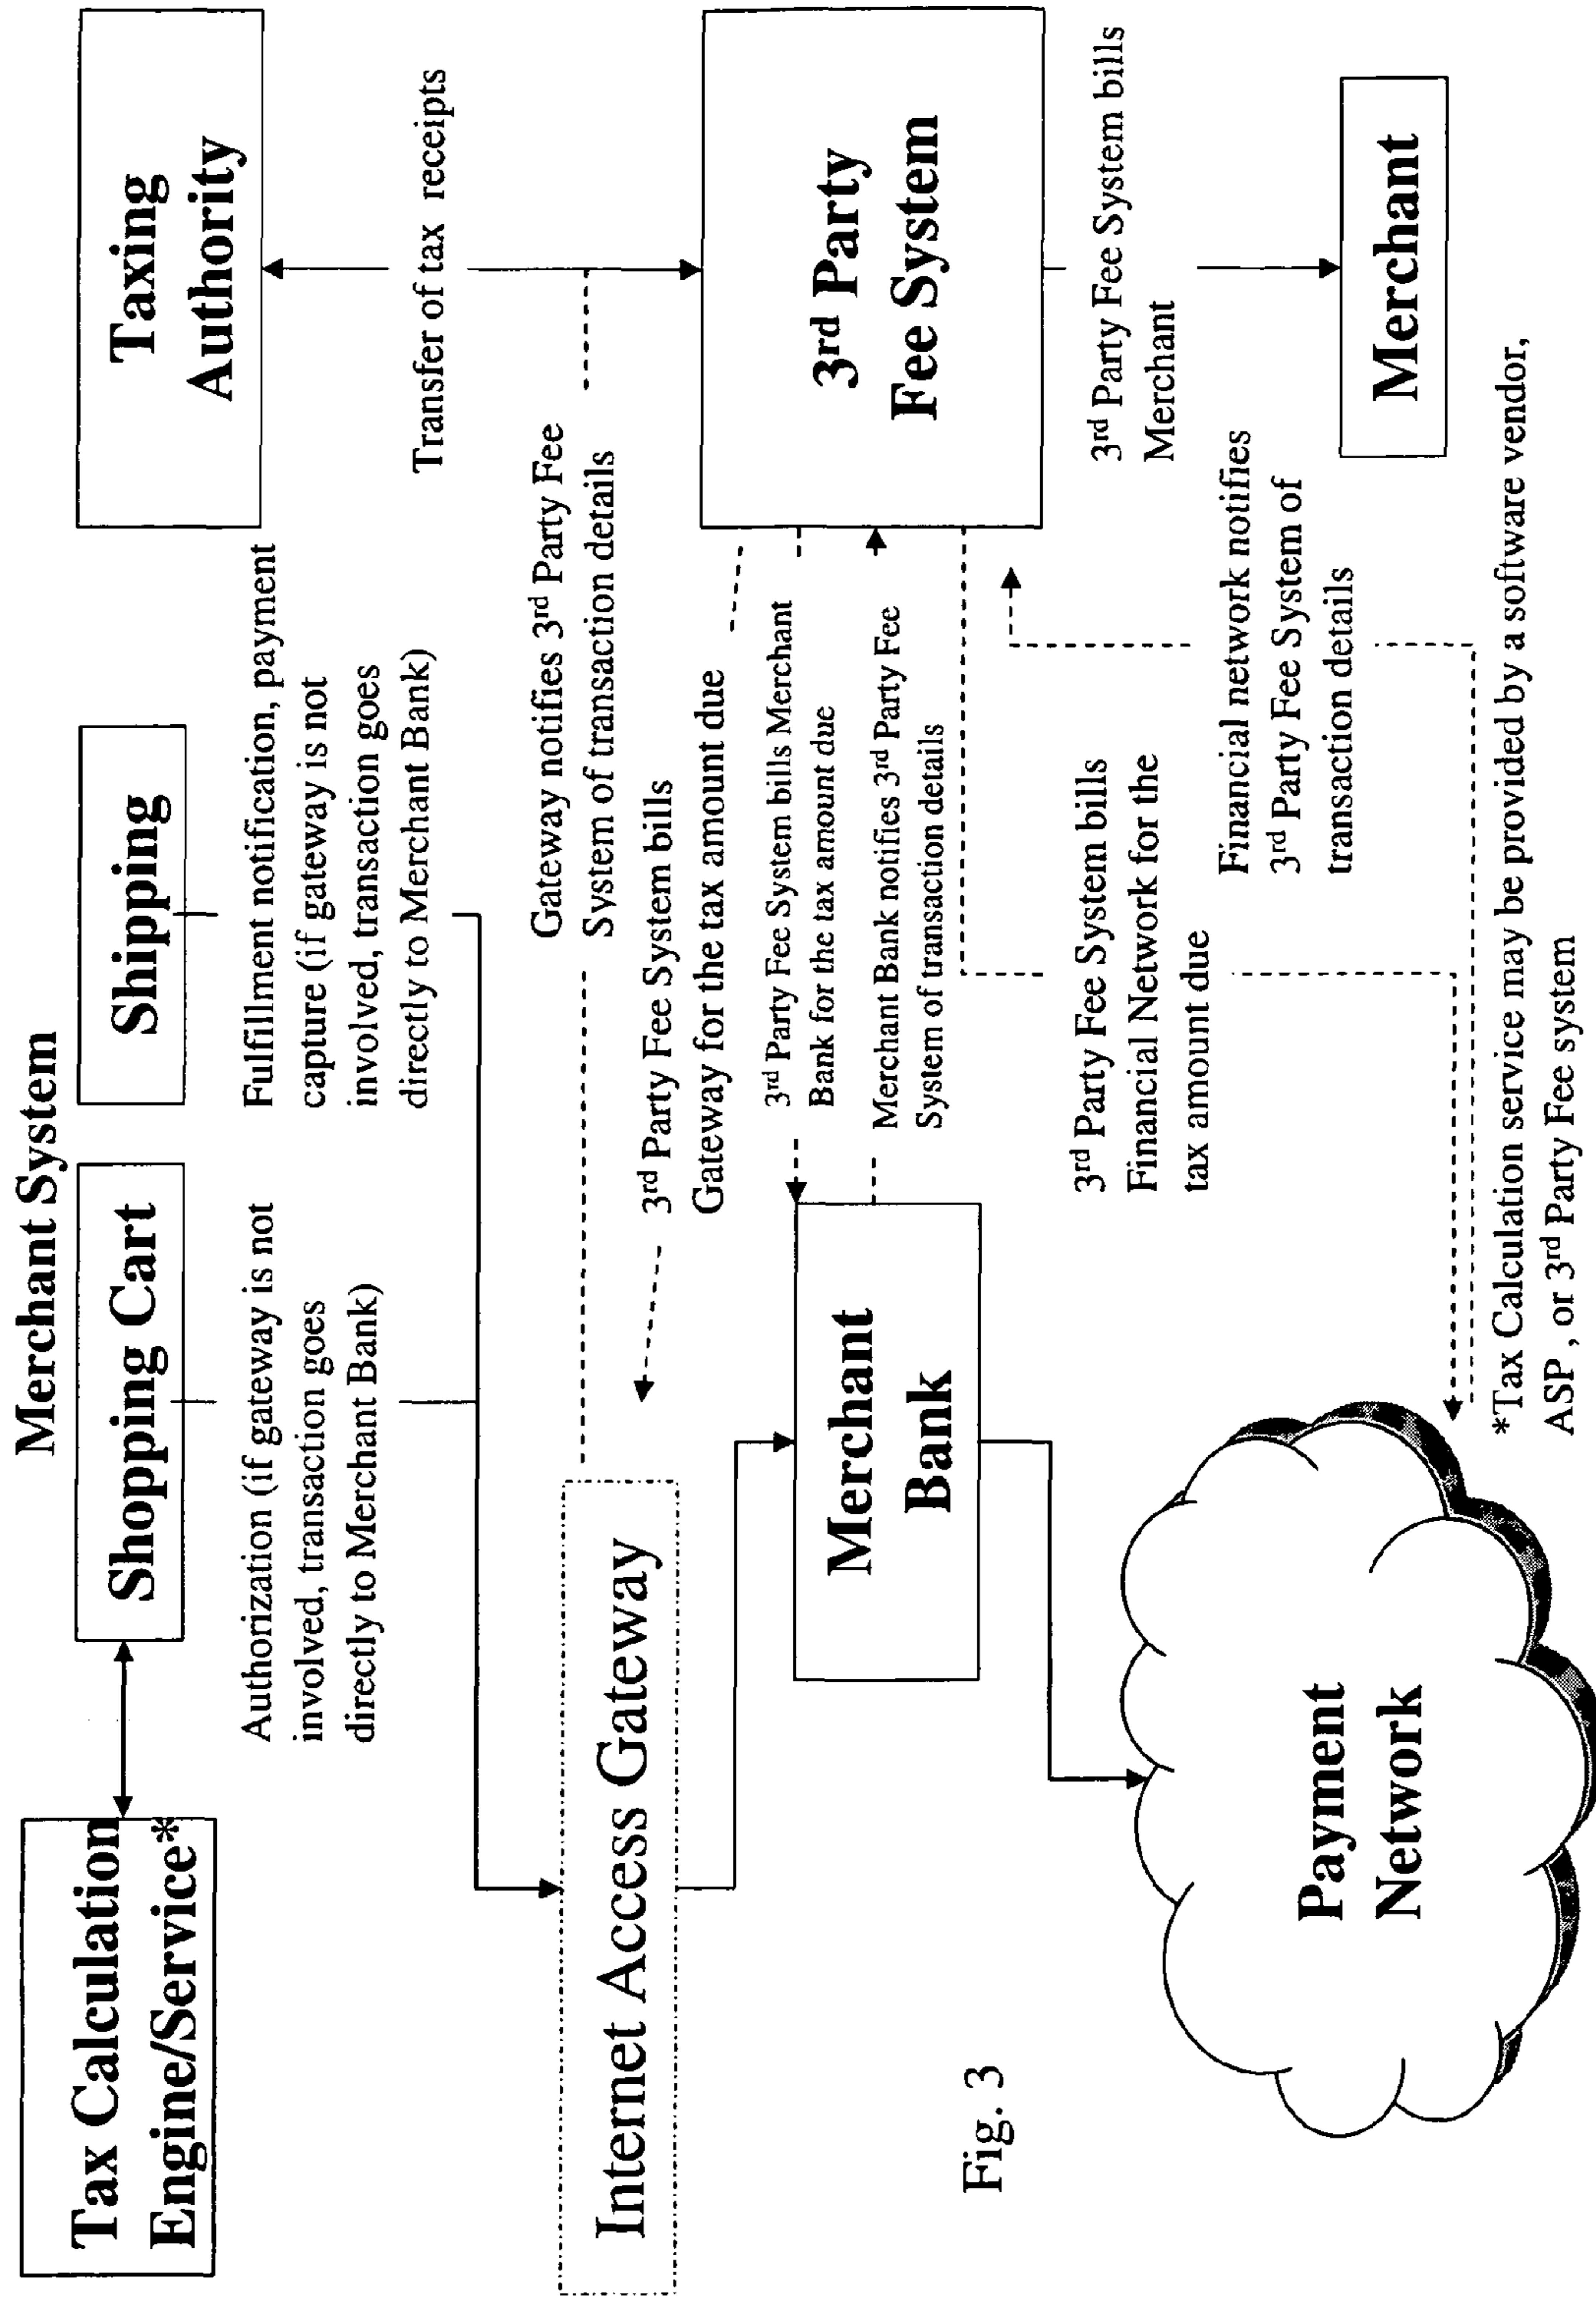 Merchant System
Tax Calculation
Engine/Service*
Shopping Cart
Shipping
Taxing
Authority
Authorization (if gateway is not
involved, transaction goes
directly to Merchant Bank)
Fulfillment notification, payment
capture (if gateway is not
involved, transaction goes
directly to Merchant Bank)
Transfer of tax receipts
Internet Access Gateway
Gateway notifies 3rd Party Fee
System of transaction details
3rd Party Fee System bills
Gateway for the tax amount due
3rd Party Fee System bills Merchant
Bank for the tax amount due
Merchant Bank notifies 3rd Party Fee
System of transaction details
3rd Party
Fee System
Merchant
Bank
3rd Party Fee System bills
Financial Network for the
tax amount due
3rd Party Fee System bills
Merchant
Financial network notifies
3rd Party Fee System of
transaction details
Merchant
Payment
Network
Fig. 3
*Tax Calculation service may be provided by a software vendor,
ASP , or 3rd Party Fee system